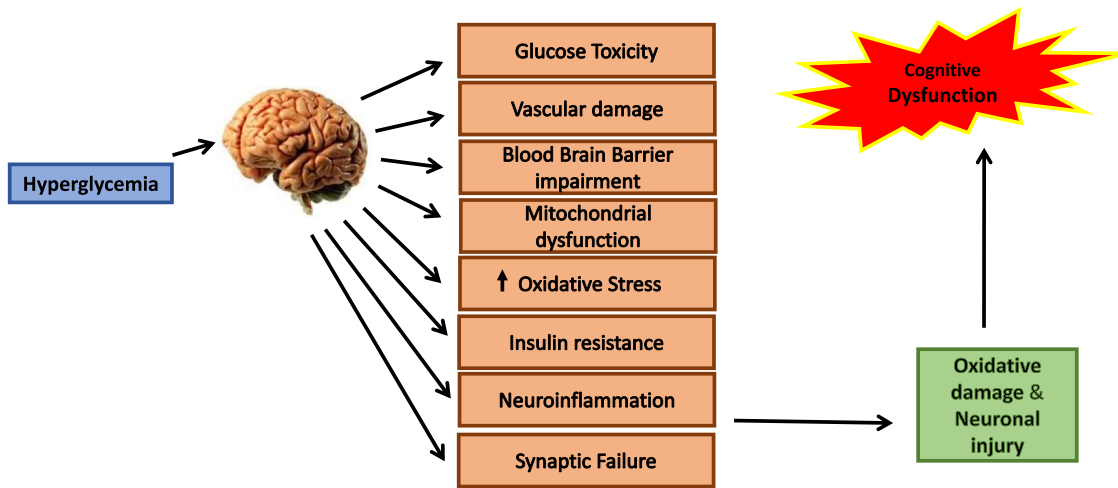 Hyperglycemia
Glucose Toxicity
Vascular damage
Blood Brain Barrier
impairment
Mitochondrial
dysfunction
Oxidative Stress
Insulin resistance
Neuroinflammation
Synaptic Failure
Cognitive
Dysfunction
Oxidative
damage &
Neuronal
injury